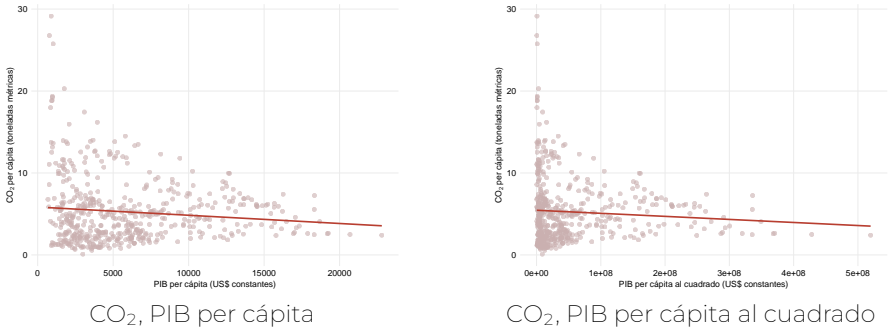 30
20
10
0
CO₂ per cápita (toneladas métricas)
0 5000 10000 15000 20000
PIB per cápita (US$ constantes)
CO₂, PIB per cápita
30
20
10
0
CO₂ per cápita (toneladas métricas)
0e+00 1e+08 2e+08 3e+08 4e+08 5e+08
PIB per cápita al cuadrado (US$ constantes)
CO₂, PIB per cápita al cuadrado